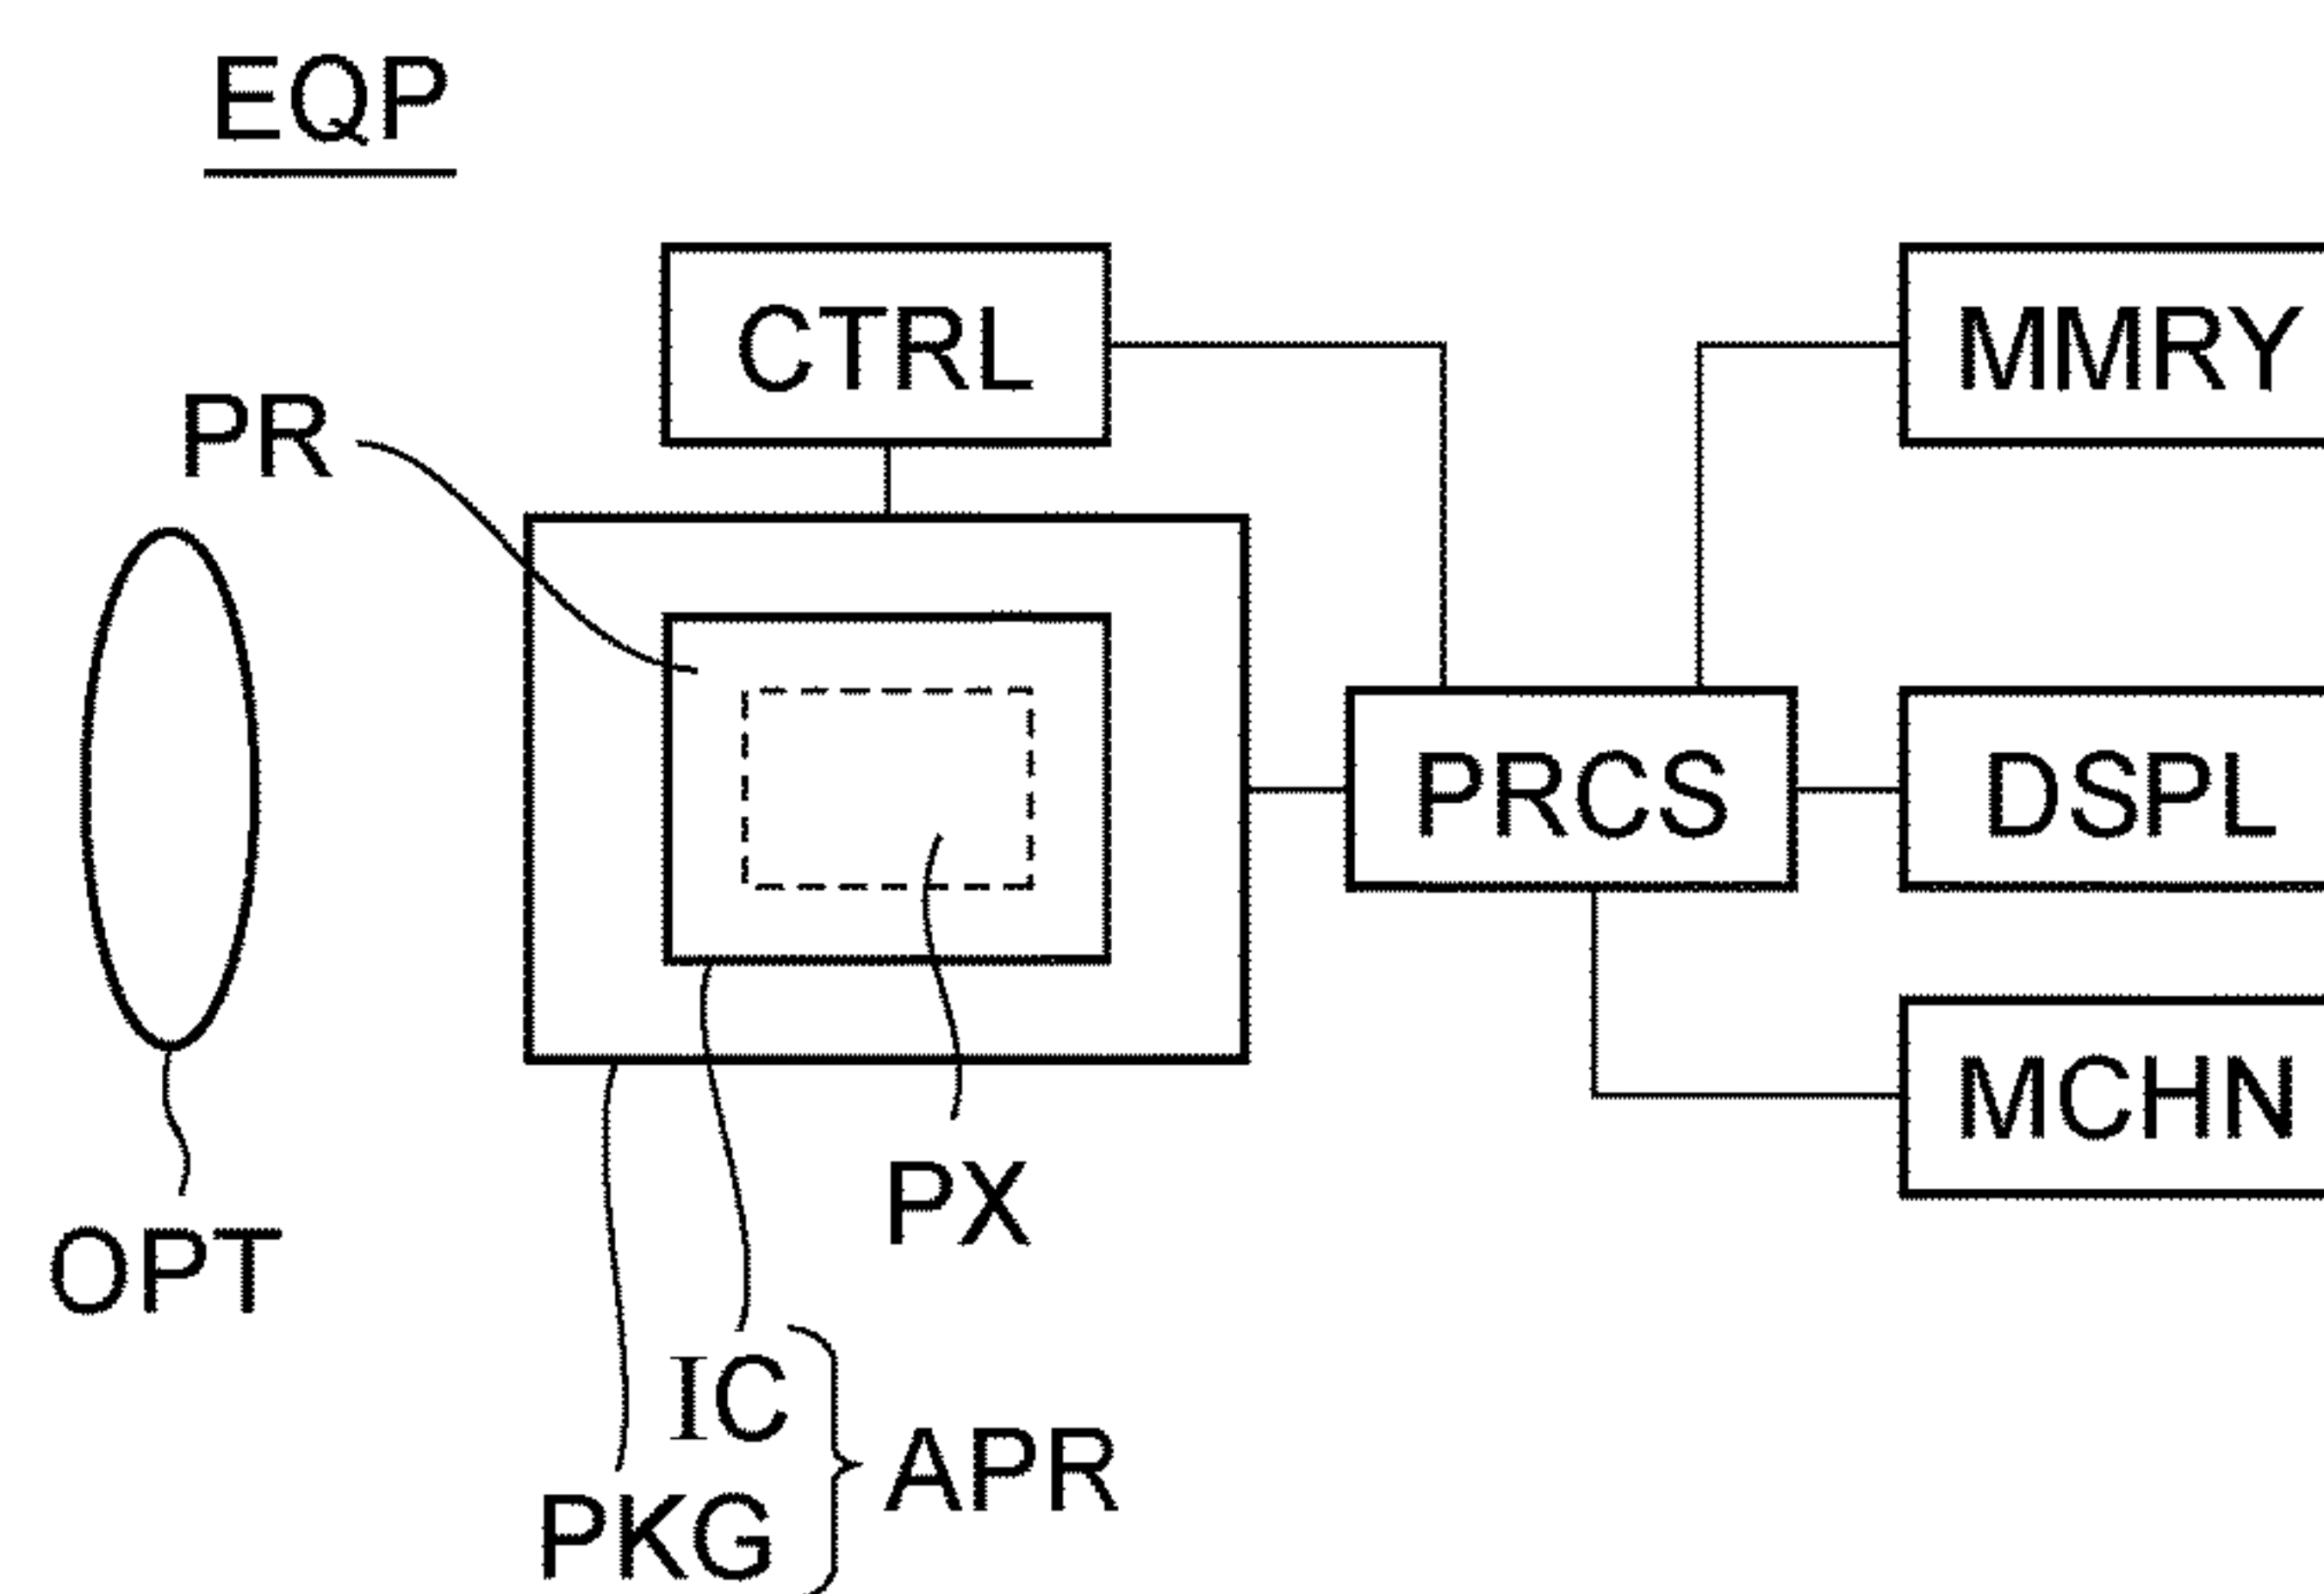 EQP
CTRL
MMRY
PR
PRCS
DSPL
MCHN
PX
OPT
IC
APR
PKG